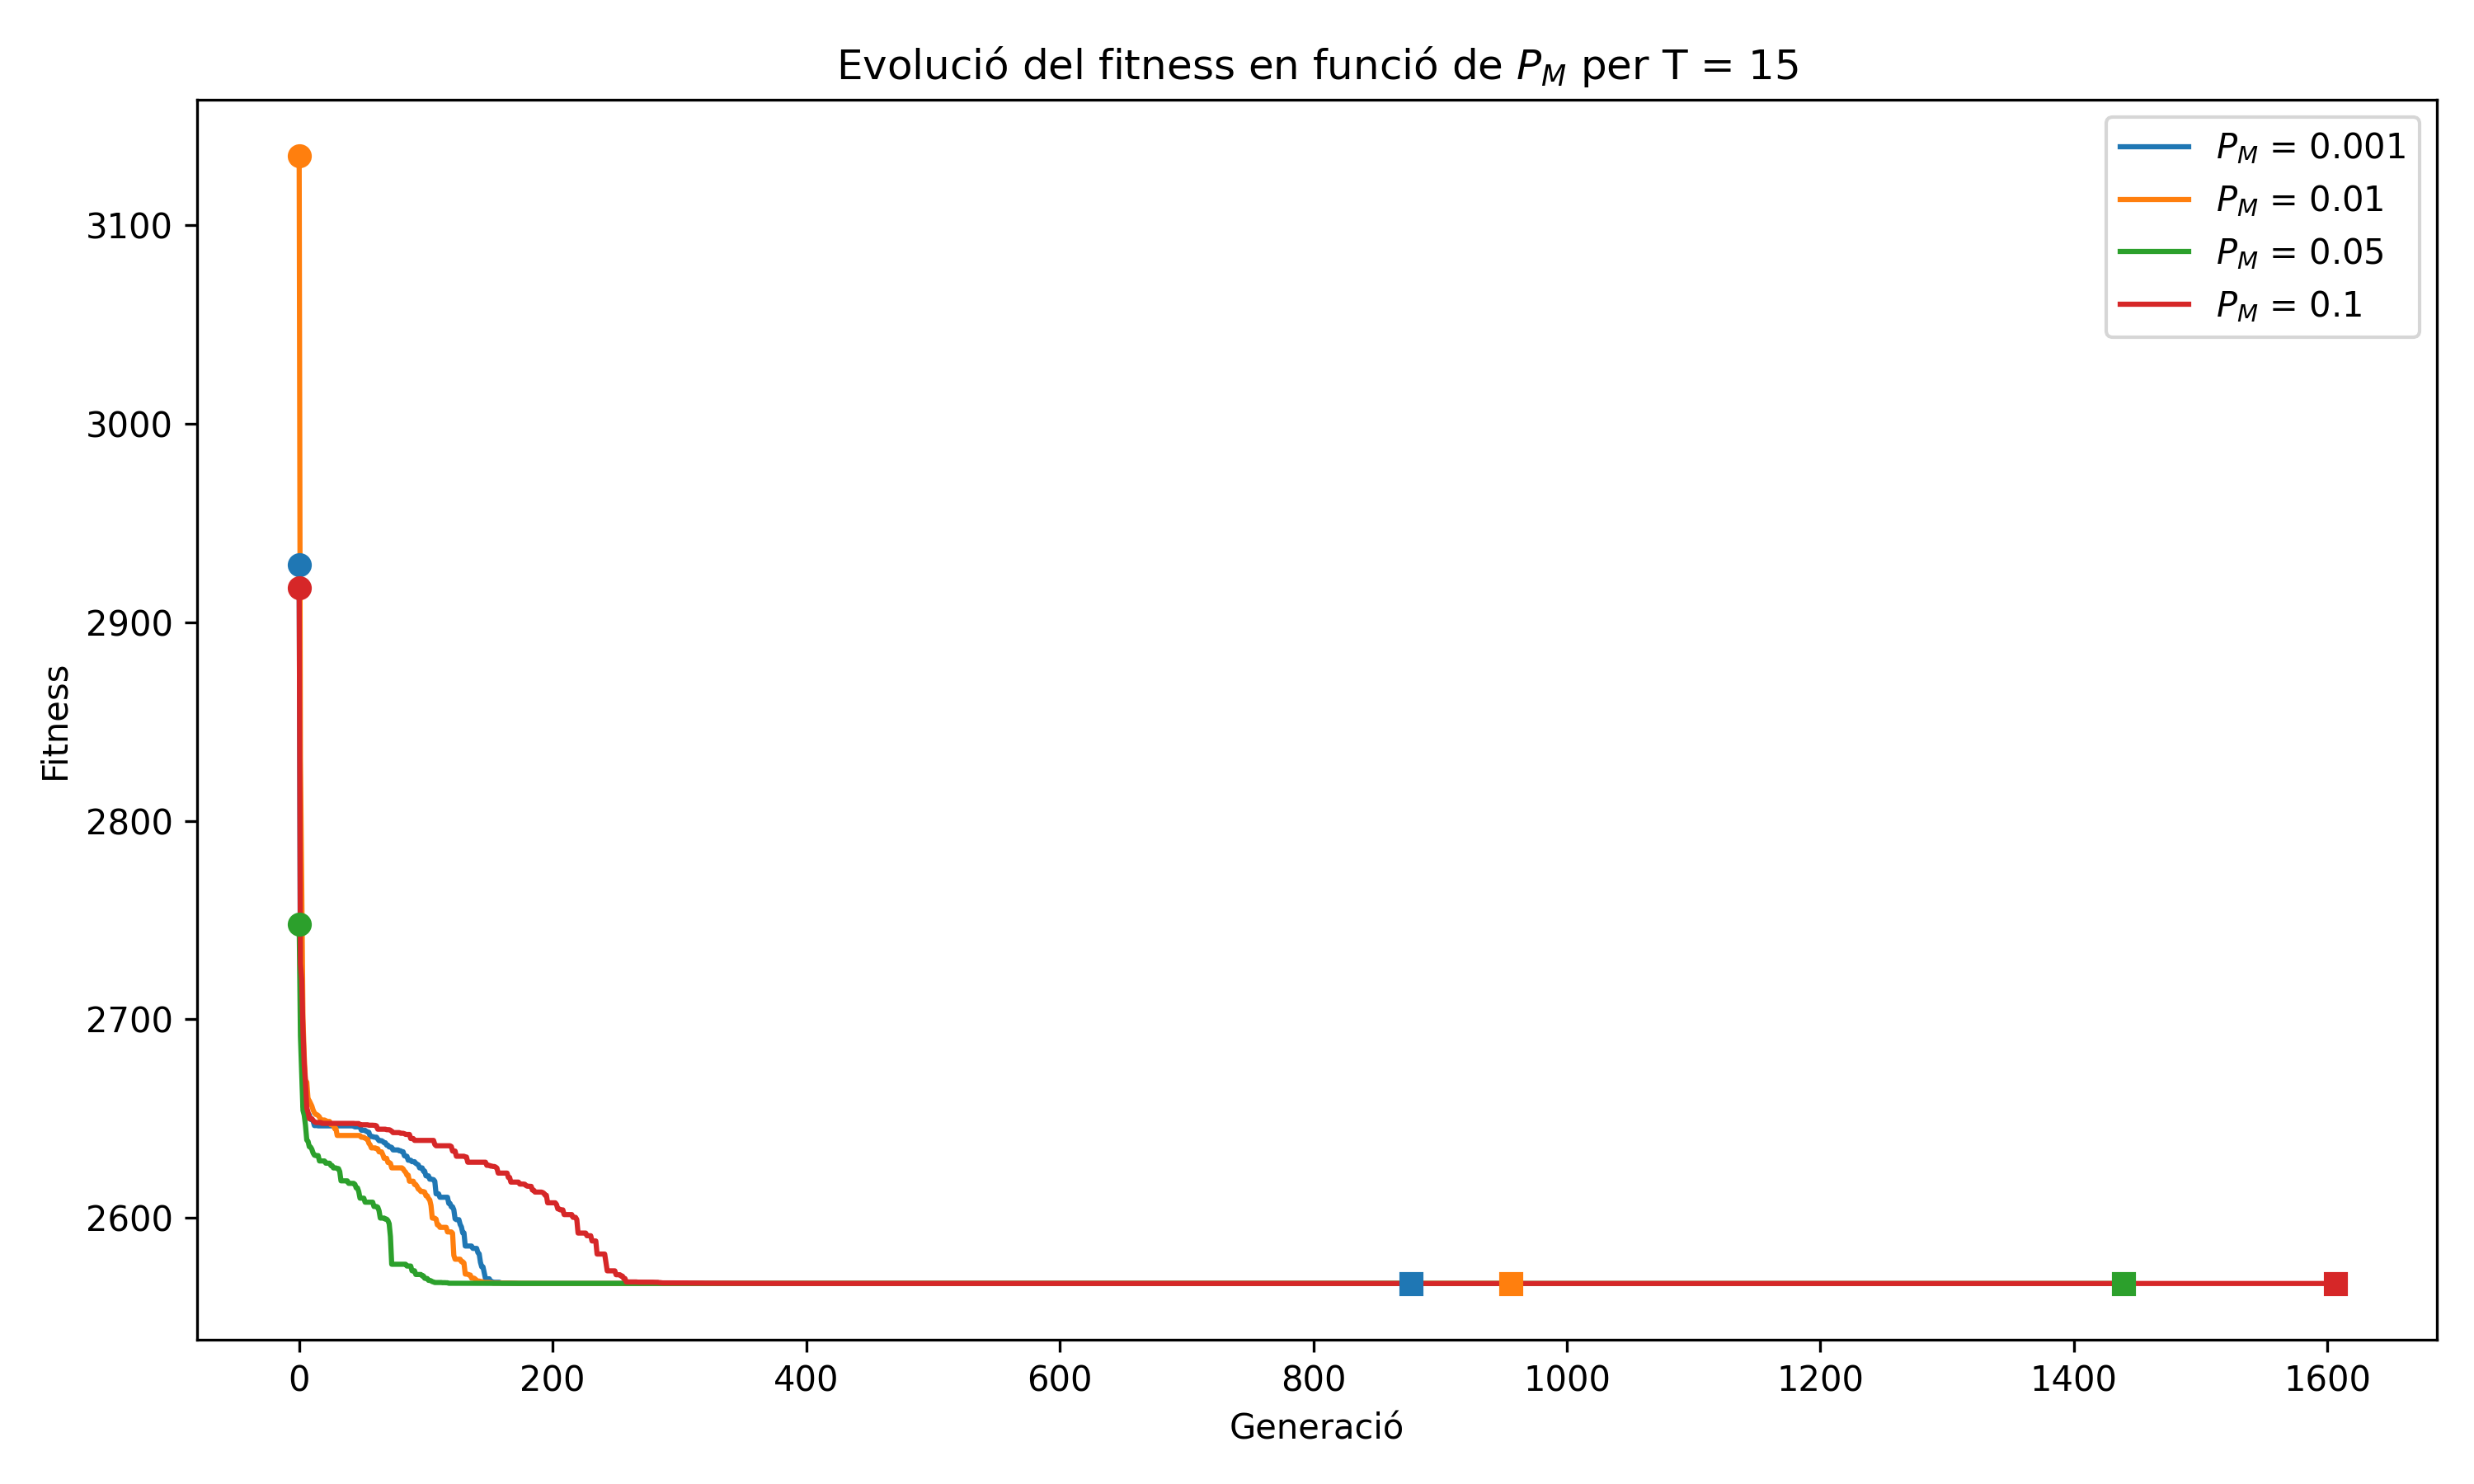 Evolució del fitness en funció de P_M per T = 15
P_M = 0.001
P_M = 0.01
P_M = 0.05
P_M = 0.1
3100
3000
2900
2800
2700
2600
Fitness
0 200 400 600 800 1000 1200 1400 1600
Generació